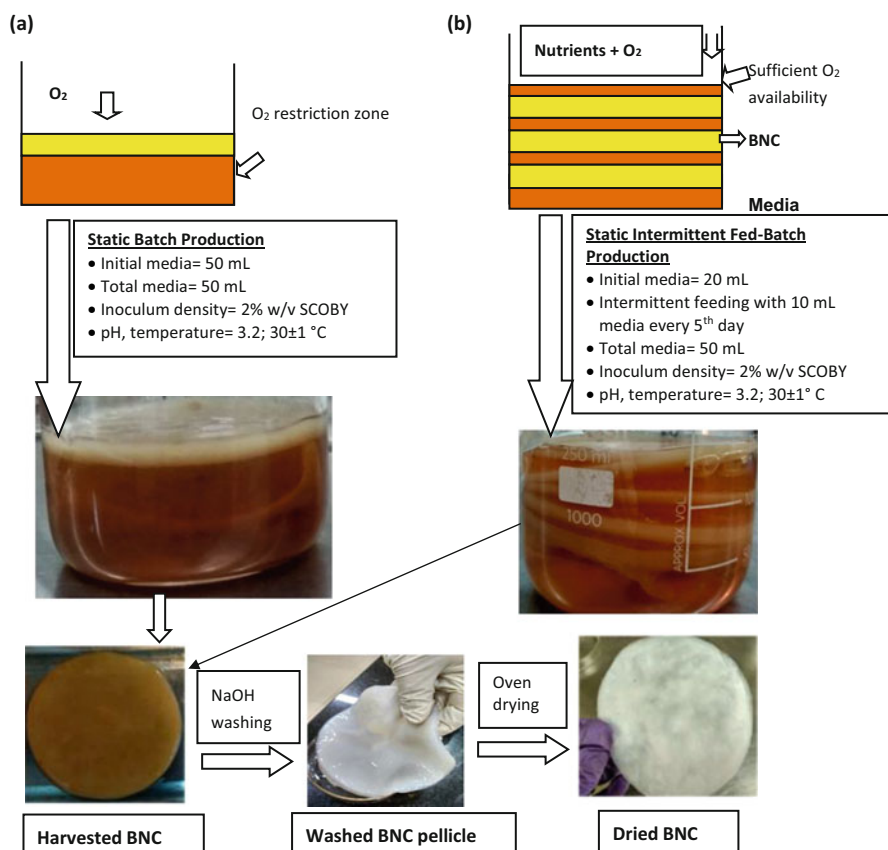 (a)
O₂
O₂ restriction zone
Static Batch Production
• Initial media= 50 mL
• Total media= 50 mL
• Inoculum density= 2% w/v SCOBY
• pH, temperature= 3.2; 30±1 °C
(b)
Nutrients + O₂
Sufficient O₂
availability
BNC
Media
Static Intermittent Fed-Batch
Production
• Initial media= 20 mL
• Intermittent feeding with 10 mL
media every 5th day
• Total media= 50 mL
• Inoculum density= 2% w/v SCOBY
• pH, temperature= 3.2; 30±1° C
250 ml
1000
APPROX VOL
NaOH
washing
Oven
drying
Harvested BNC
Washed BNC pellicle
Dried BNC